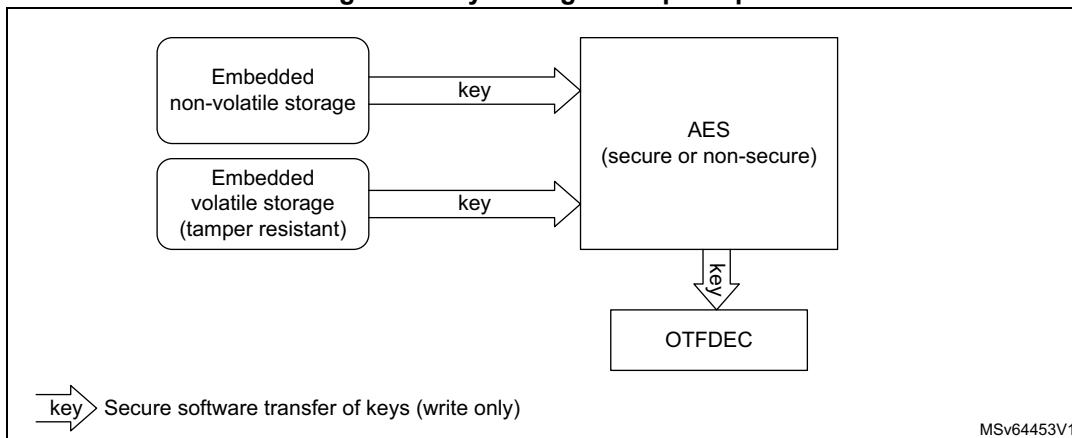 Embedded
non-volatile storage
key
AES
(secure or non-secure)
Embedded
volatile storage
(tamper resistant)
key
key
OTFDEC
key Secure software transfer of keys (write only)
MSv64453V1